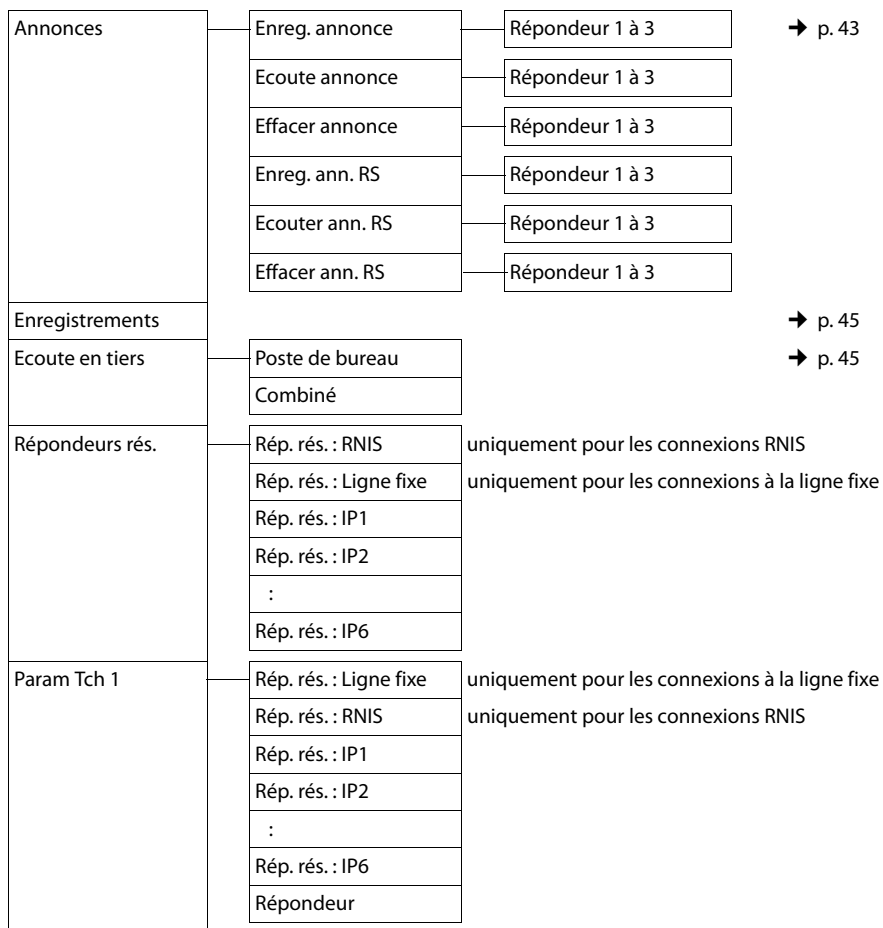 Annonces Enreg. annonce Répondeur 1 à 3 ➔ p. 43
Ecoute annonce Répondeur 1 à 3
Effacer annonce Répondeur 1 à 3
Enreg. ann. RS Répondeur 1 à 3
Ecouter ann. RS Répondeur 1 à 3
Effacer ann. RS Répondeur 1 à 3
Enregistrements ➔ p. 45
Ecoute en tiers Poste de bureau ➔ p. 45
Combiné
Répondeurs rés. Rép. rés. : RNIS uniquement pour les connexions RNIS
Rép. rés. : Ligne fixe uniquement pour les connexions à la ligne fixe
Rép. rés. : IP1
Rép. rés. : IP2
:
Rép. rés. : IP6
Param Tch 1 Rép. rés. : Ligne fixe uniquement pour les connexions à la ligne fixe
Rép. rés. : RNIS uniquement pour les connexions RNIS
Rép. rés. : IP1
Rép. rés. : IP2
:
Rép. rés. : IP6
Répondeur